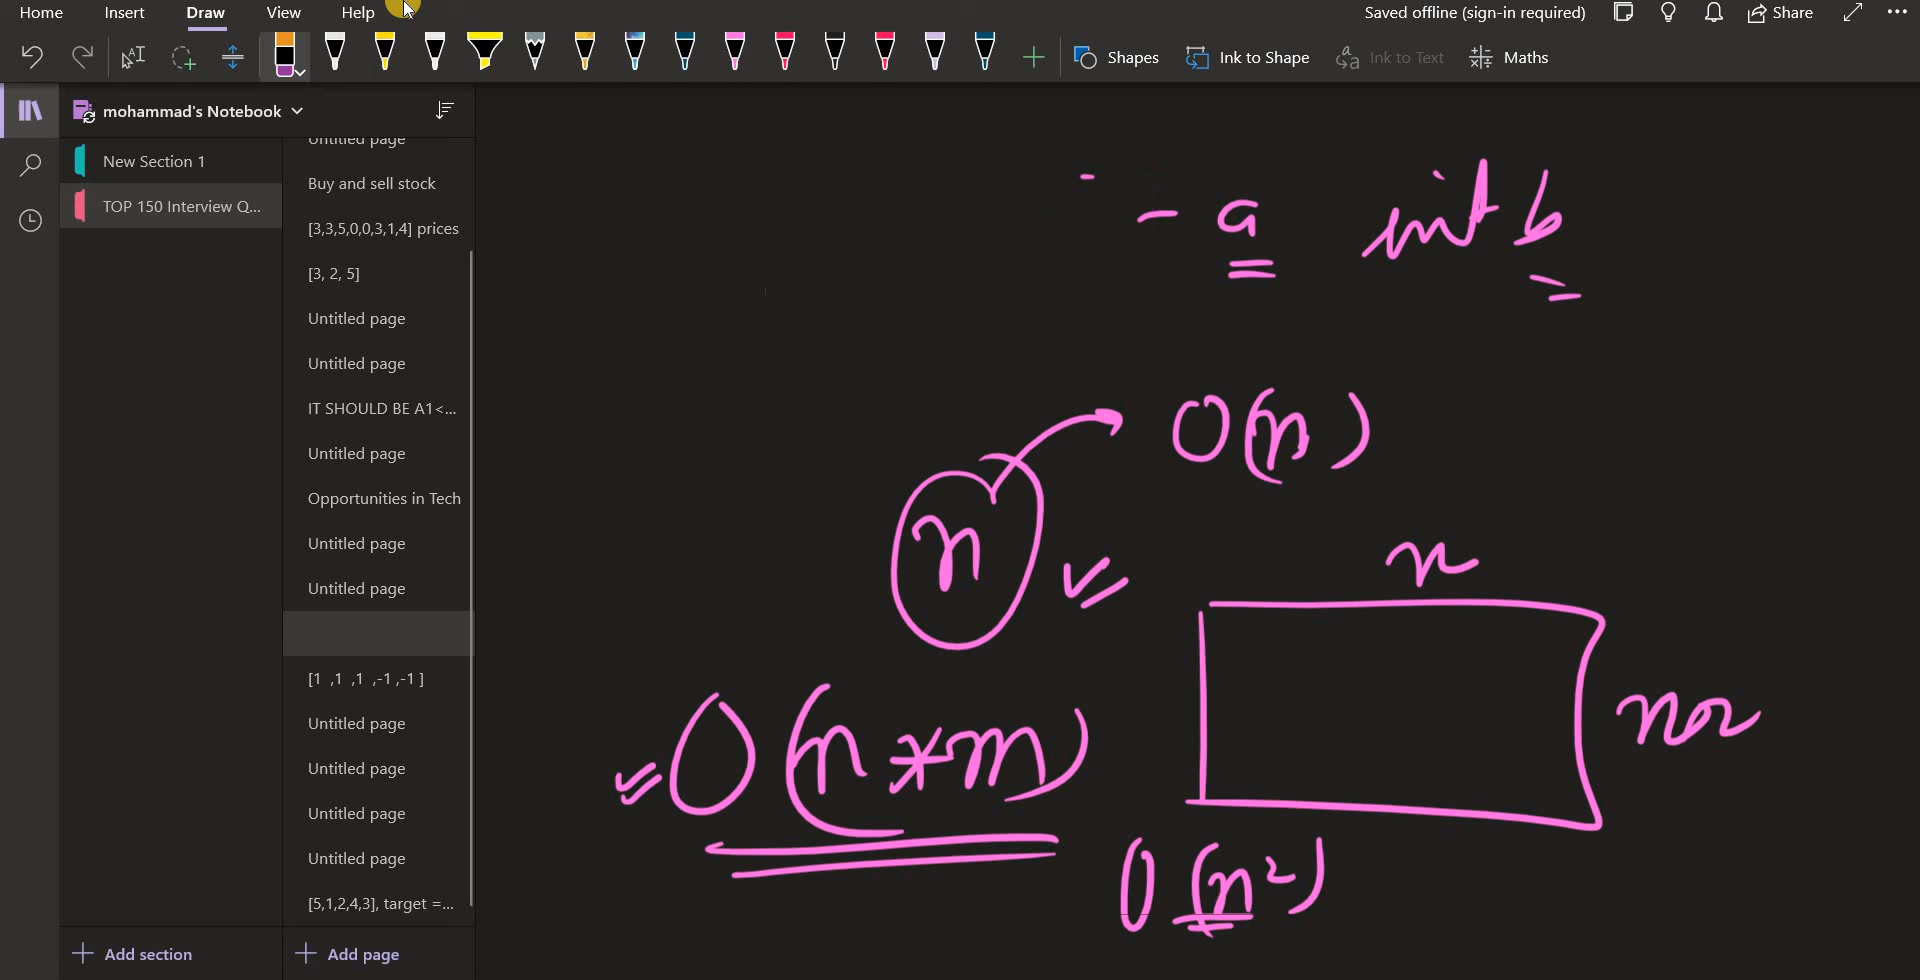 Home Insert Draw View Help Saved offline (sign-in required) Share
Shapes Ink to Shape Ink to Text Maths
mohammad's Notebook
New Section 1
TOP 150 Interview Q...
Untitled page
Buy and sell stock
[3,3,5,0,0,3,1,4] prices
[3, 2, 5]
Untitled page
Untitled page
IT SHOULD BE A1<...
Untitled page
Opportunities in Tech
Untitled page
Untitled page
[1 ,1 ,1 ,-1 ,-1 ]
Untitled page
Untitled page
Untitled page
Untitled page
[5,1,2,4,3], target =...
Add section
Add page
a int b
O(n)
n
n
O(n*m)
O(n²)